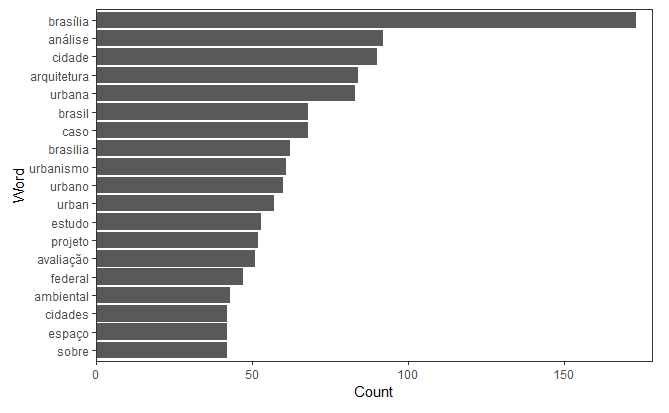 brasília
análise
cidade
arquitetura
urbana
brasil
caso
brasilia
urbanismo
urbano
urban
estudo
projeto
avaliação
federal
ambiental
cidades
espaço
sobre
Word
0 50 100 150
Count